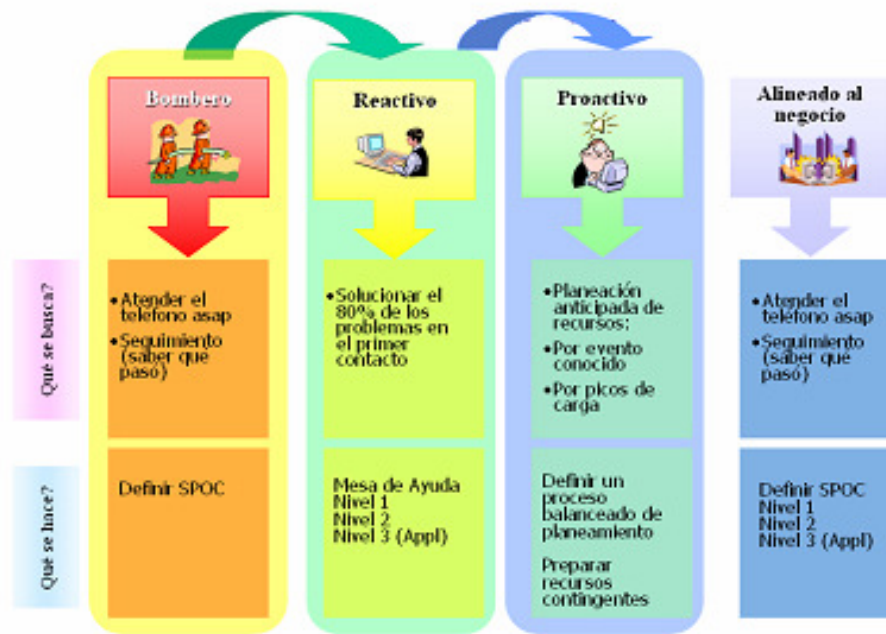 Bombero
Reactivo
Proactivo
Alineado al
negocio
Qué se busca?
•Atender el
teléfono asap
•Seguimiento
(saber que
pasó)
•Solucionar el
80% de los
problemas en
el primer
contacto
•Planeación
anticipada de
recursos:
•Por evento
conocido
•Por picos de
carga
•Atender el
teléfono asap
•Seguimiento
(saber que
pasó)
Qué se hace?
Definir SPOC
Mesa de Ayuda
Nivel 1
Nivel 2
Nivel 3 (Appl)
Definir un
proceso
balanceado de
planeamiento
Preparar
recursos
contingentes
Definir SPOC
Nivel 1
Nivel 2
Nivel 3 (Appl)